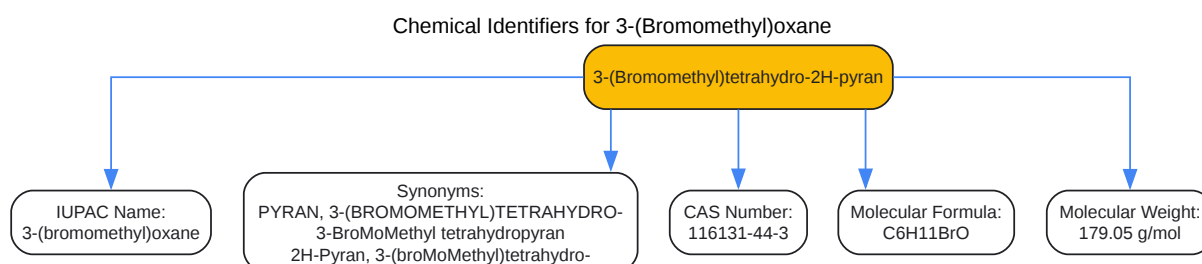 Chemical Identifiers for 3-(Bromomethyl)oxane
3-(Bromomethyl)tetrahydro-2H-pyran
IUPAC Name:
3-(bromomethyl)oxane
Synonyms:
PYRAN, 3-(BROMOMETHYL)TETRAHYDRO-
3-BroMoMethyl tetrahydropyran
2H-Pyran, 3-(broMoMethyl)tetrahydro-
CAS Number:
116131-44-3
Molecular Formula:
C6H11BrO
Molecular Weight:
179.05 g/mol